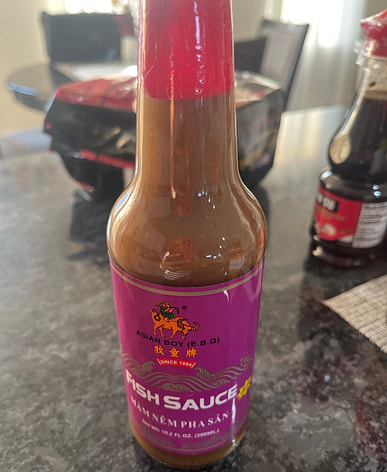 ®
ASIAN BOY (E.B.G)
牧童牌
SINCE 1994
FISH SAUCE
MẮM NÊM PHA SẲN
NET WT: 10.2 FL OZ. (300ML.)